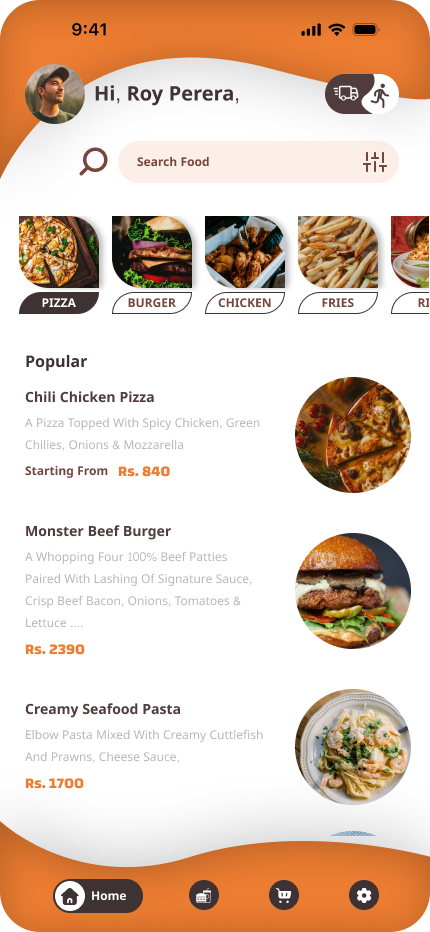 9:41
Hi, Roy Perera,
Search Food
PIZZA
BURGER
CHICKEN
FRIES
RI
Popular
Chili Chicken Pizza
A Pizza Topped With Spicy Chicken, Green
Chilies, Onions & Mozzarella
Starting From Rs. 840
Monster Beef Burger
A Whopping Four 100% Beef Patties
Paired With Lashing Of Signature Sauce,
Crisp Beef Bacon, Onions, Tomatoes &
Lettuce ....
Rs. 2390
Creamy Seafood Pasta
Elbow Pasta Mixed With Creamy Cuttlefish
And Prawns, Cheese Sauce,
Rs. 1700
Home